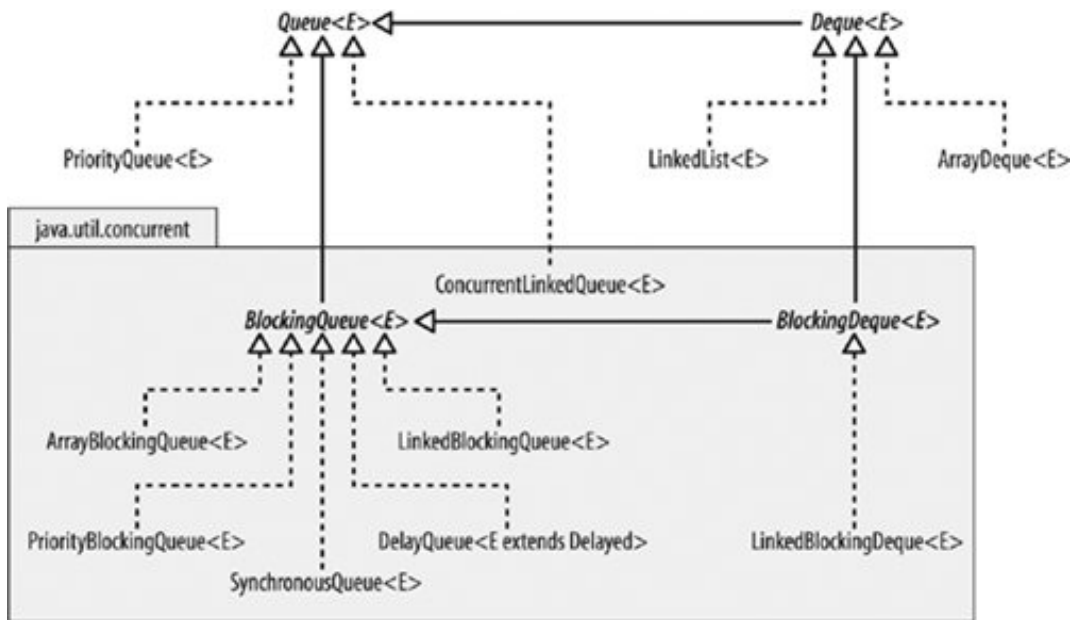 Queue<E>
Deque<E>
PriorityQueue<E>
LinkedList<E>
ArrayDeque<E>
java.util.concurrent
ConcurrentLinkedQueue<E>
BlockingQueue<E>
BlockingDeque<E>
ArrayBlockingQueue<E>
LinkedBlockingQueue<E>
PriorityBlockingQueue<E>
DelayQueue<E extends Delayed>
LinkedBlockingDeque<E>
SynchronousQueue<E>